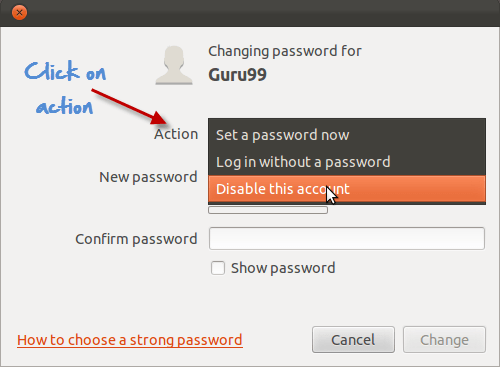 Changing password for
Guru99
Click on
action
Action
Set a password now
Log in without a password
Disable this account
New password
Confirm password
Show password
How to choose a strong password
Cancel
Change